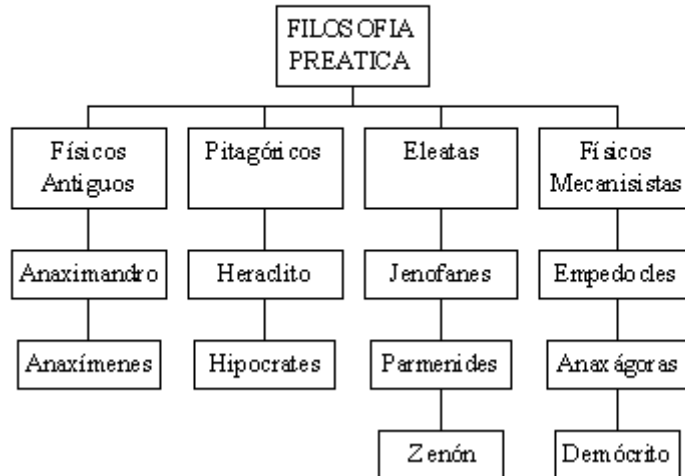 FILOSOFIA
PREATICA
Físicos
Antiguos
Pitagóricos
Eleatas
Físicos
Mecanisistas
Anaximandro
Heraclito
Jenofanes
Empedocles
Anaxímenes
Hipocrates
Parmenides
Anaxágoras
Zenón
Demócrito